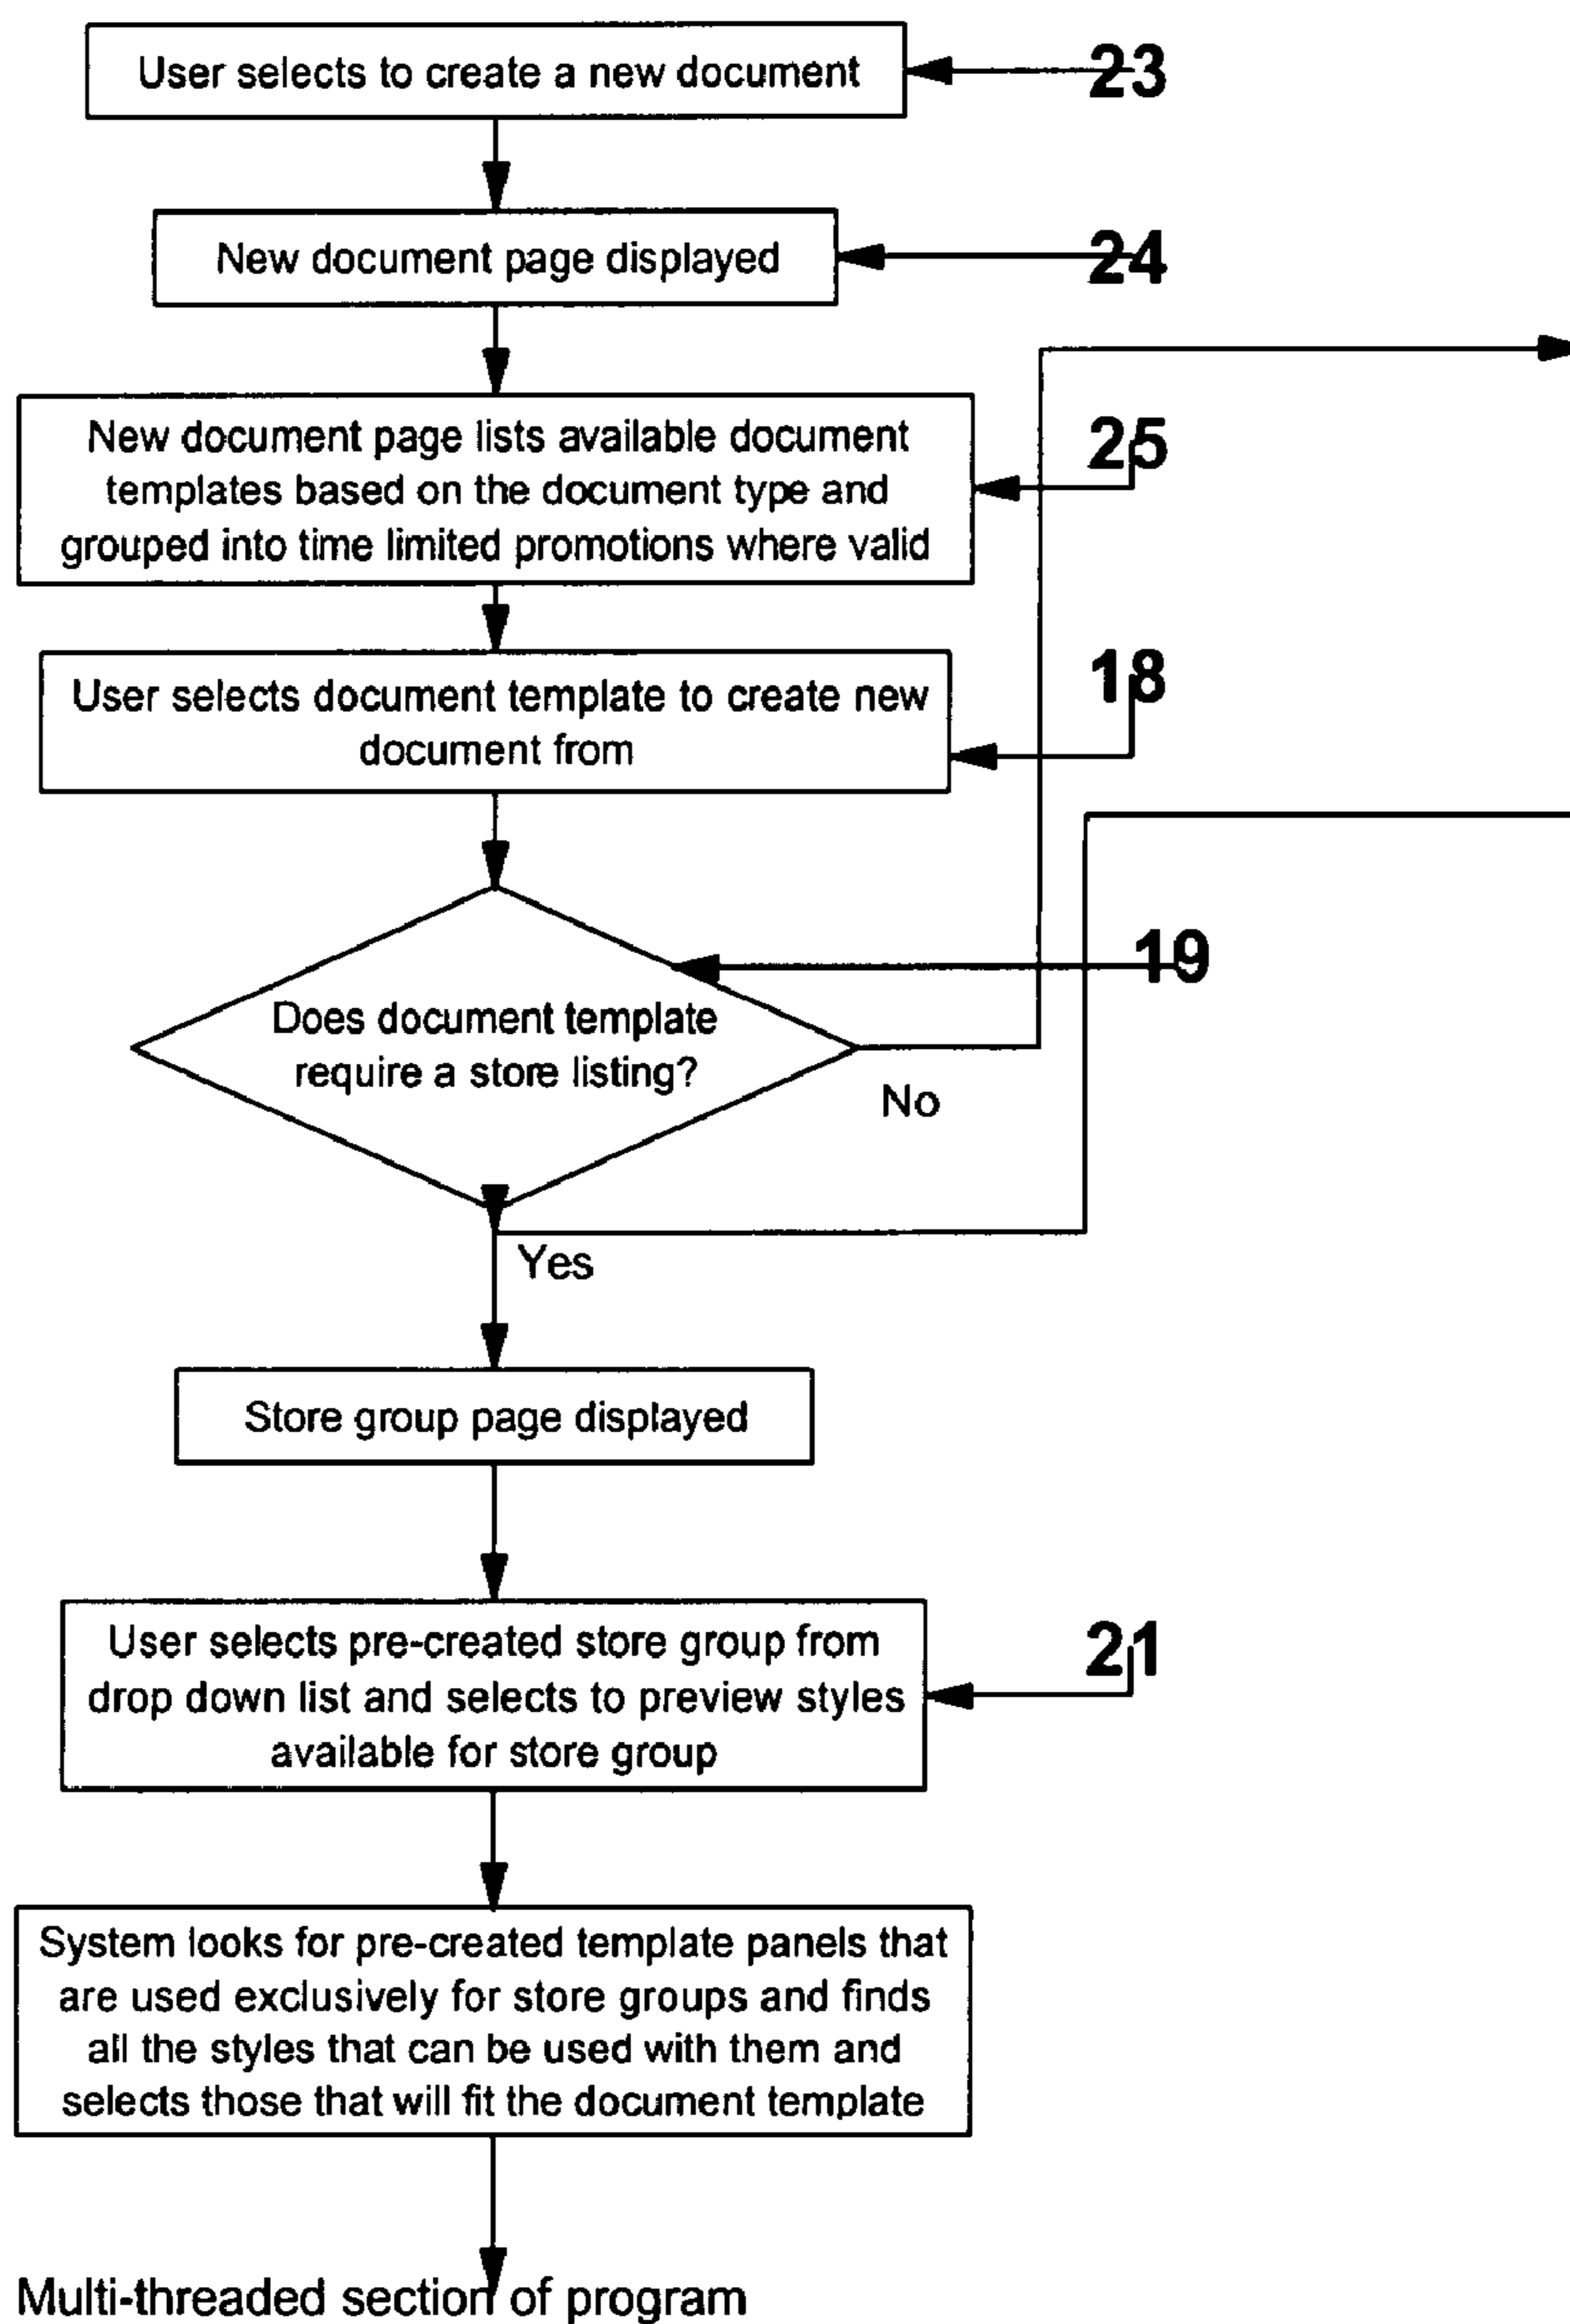 User selects to create a new document
23
New document page displayed
24
New document page lists available document
templates based on the document type and
grouped into time limited promotions where valid
25
User selects document template to create new
document from
18
Does document template
require a store listing?
19
No
Yes
Store group page displayed
User selects pre-created store group from
drop down list and selects to preview styles
available for store group
21
System looks for pre-created template panels that
are used exclusively for store groups and finds
all the styles that can be used with them and
selects those that will fit the document template
Multi-threaded section of program